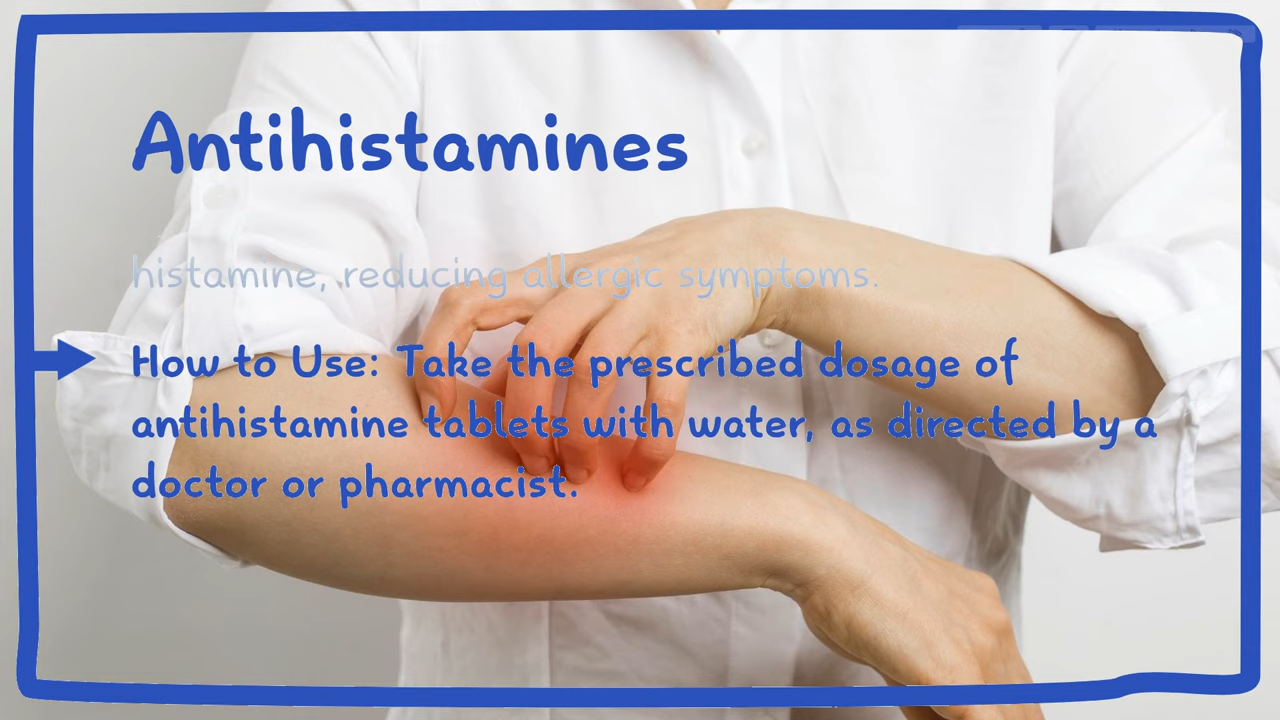 Antihistamines
histamine, reducing allergic symptoms.
How to Use: Take the prescribed dosage of
antihistamine tablets with water, as directed by a
doctor or pharmacist.